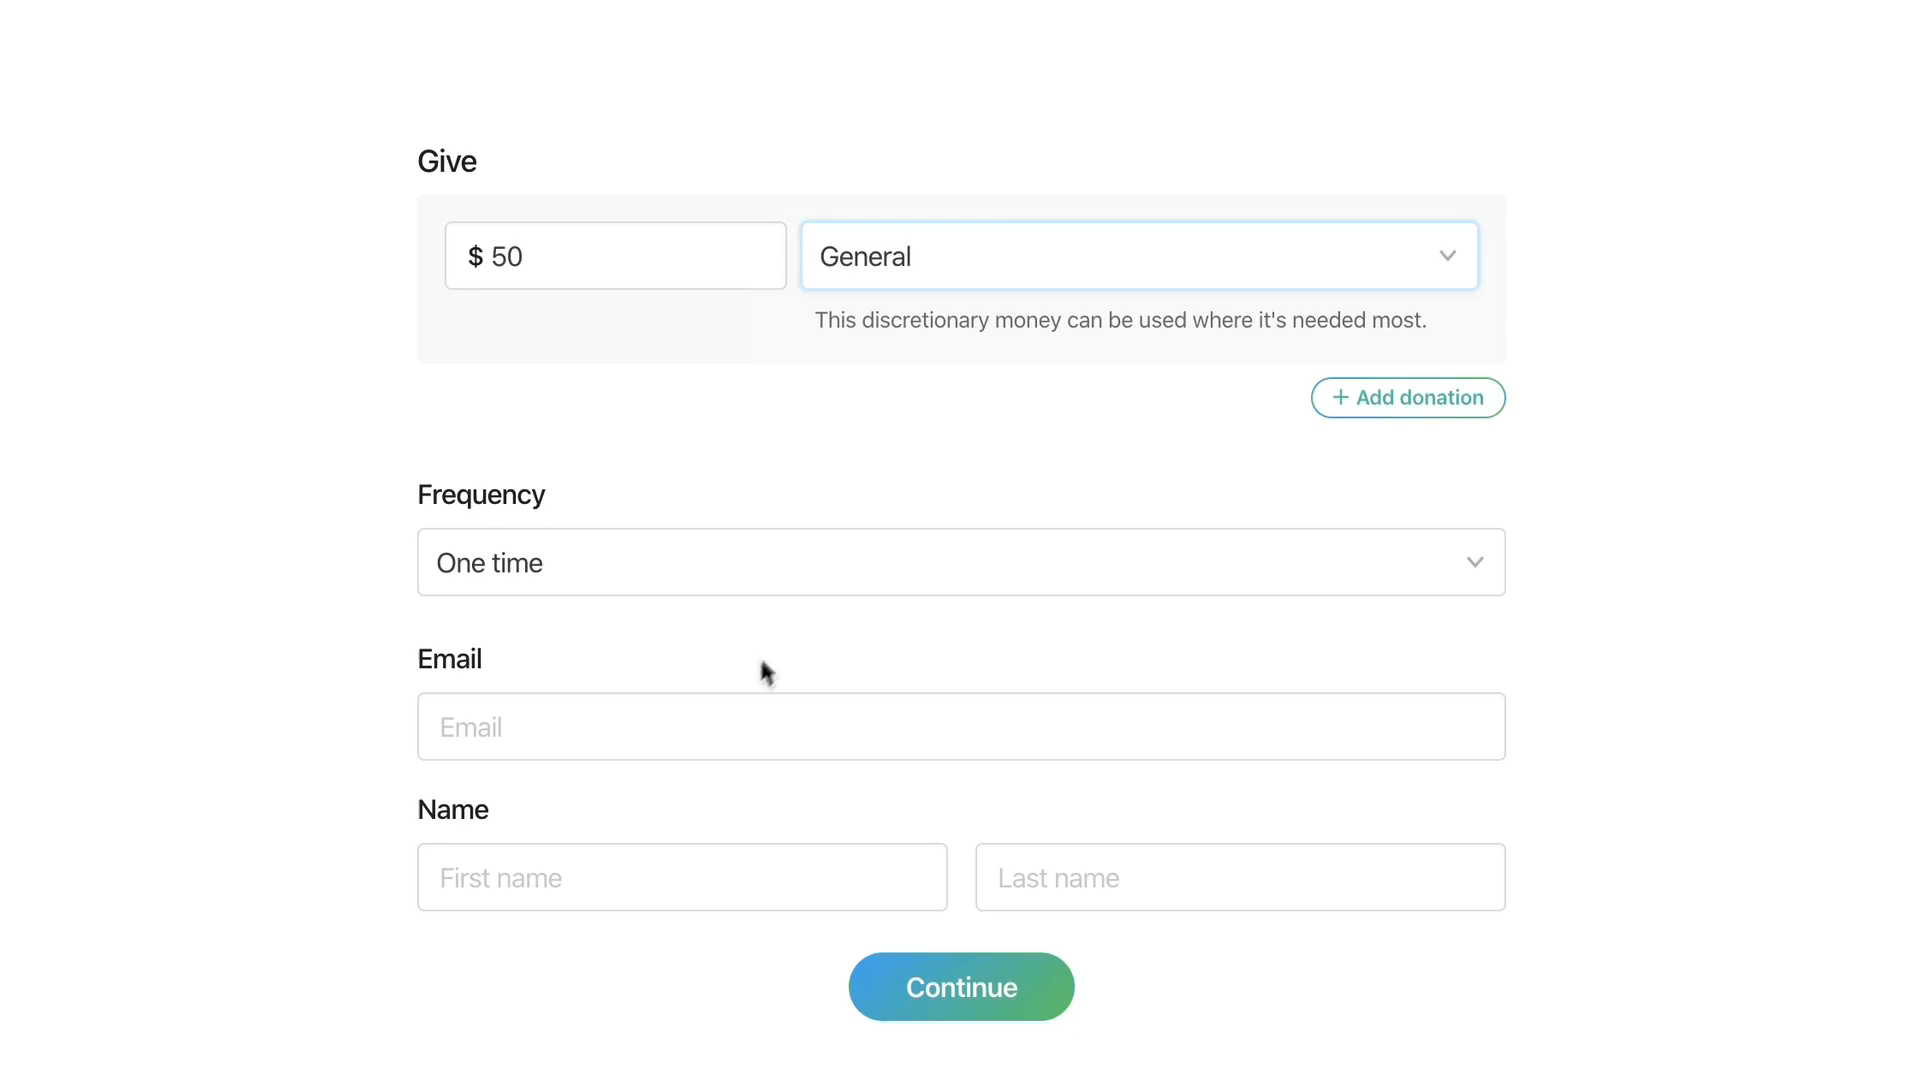 Give
$ 50
General
This discretionary money can be used where it's needed most.
+ Add donation
Frequency
One time
Email
Email
Name
First name
Last name
Continue